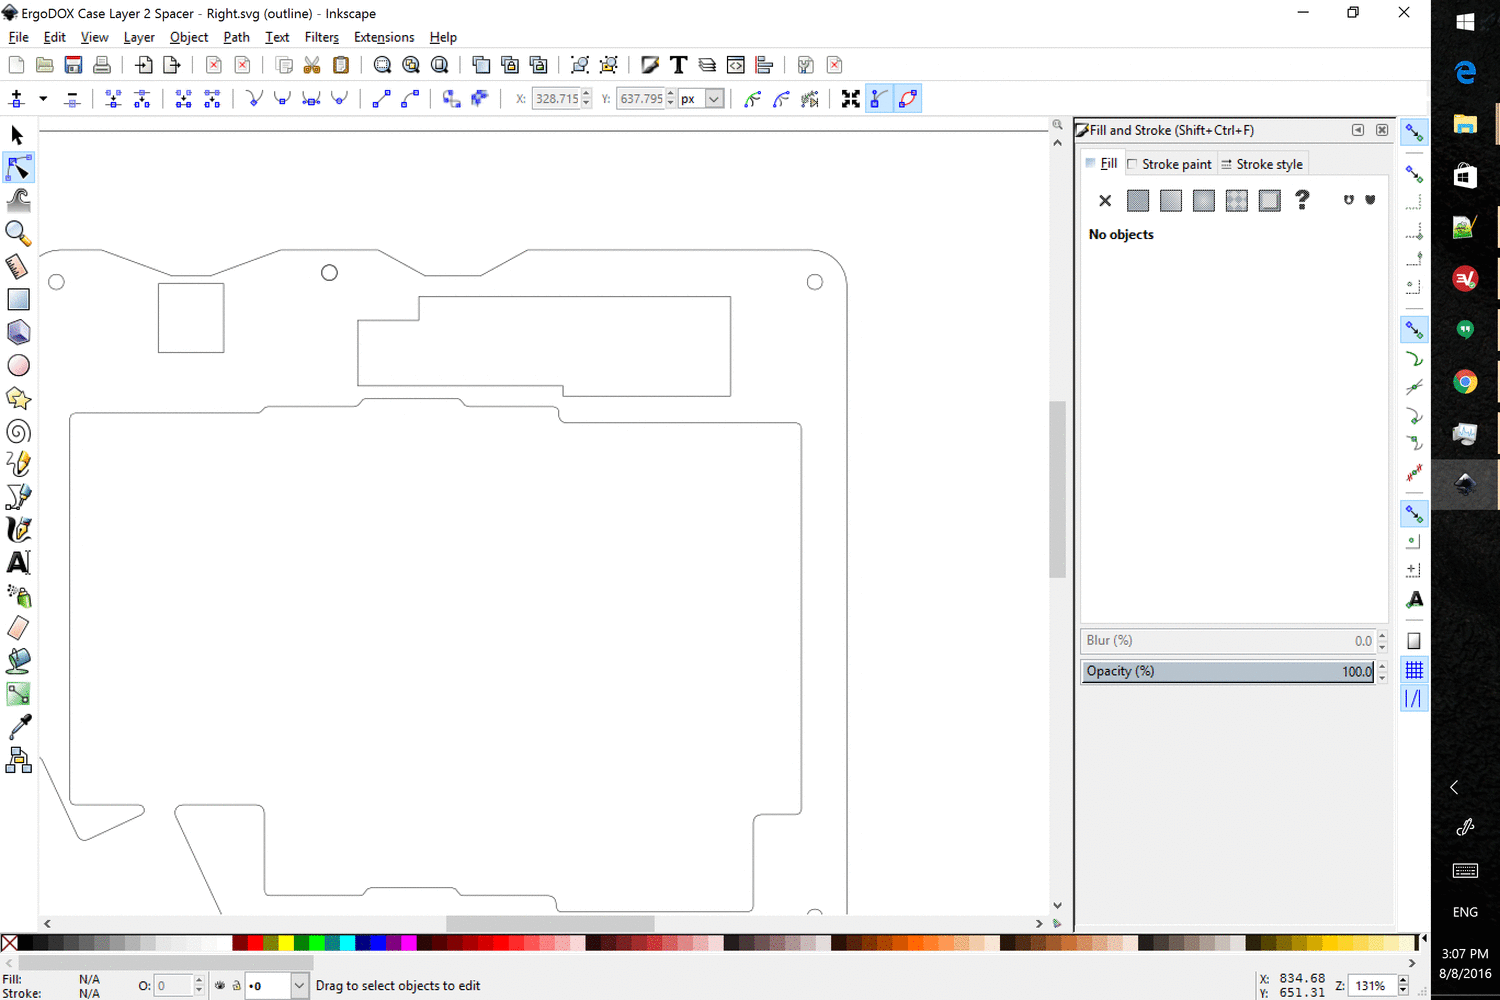 ErgoDOX Case Layer 2 Spacer - Right.svg (outline) - Inkscape
File Edit View Layer Object Path Text Filters Extensions Help
X: 328.715 Y: 637.795 px
Fill and Stroke (Shift+Ctrl+F)
Fill Stroke paint Stroke style
No objects
Blur (%) 0.0
Opacity (%) 100.0
ENG
3:07 PM
8/8/2016
Fill: N/A
Stroke: N/A
O: 0
•0
Drag to select objects to edit
X: 834.68
Y: 651.31
Z: 131%